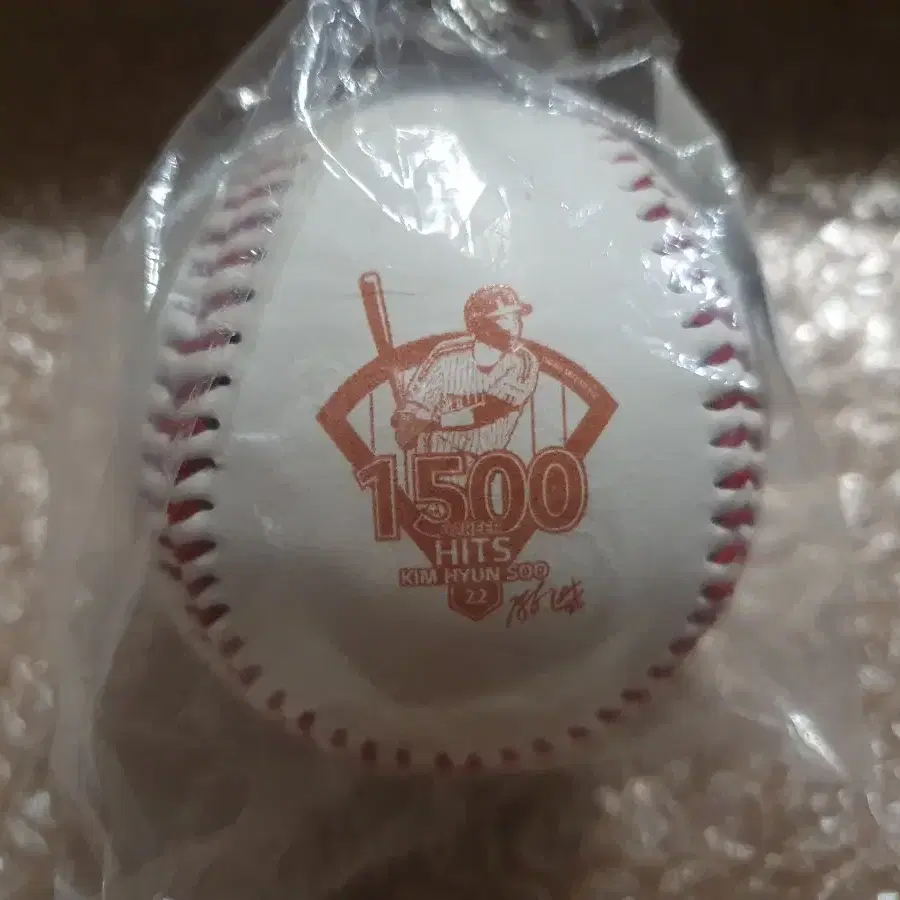 1500
CAREER
HITS
KIM HYUN SOO
22